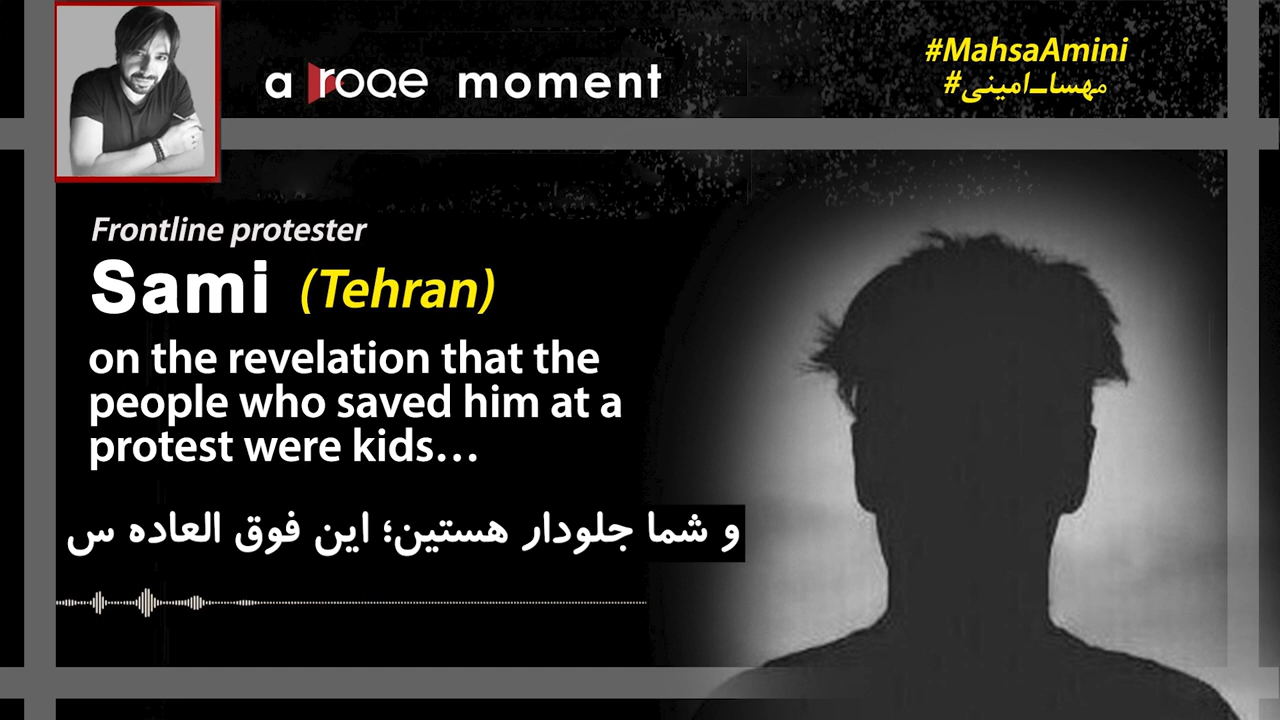 a roqe moment
#MahsaAmini
#مهسا_امینی
Frontline protester
Sami (Tehran)
on the revelation that the
people who saved him at a
protest were kids…
و شما جلودار هستین؛ این فوق العاده س